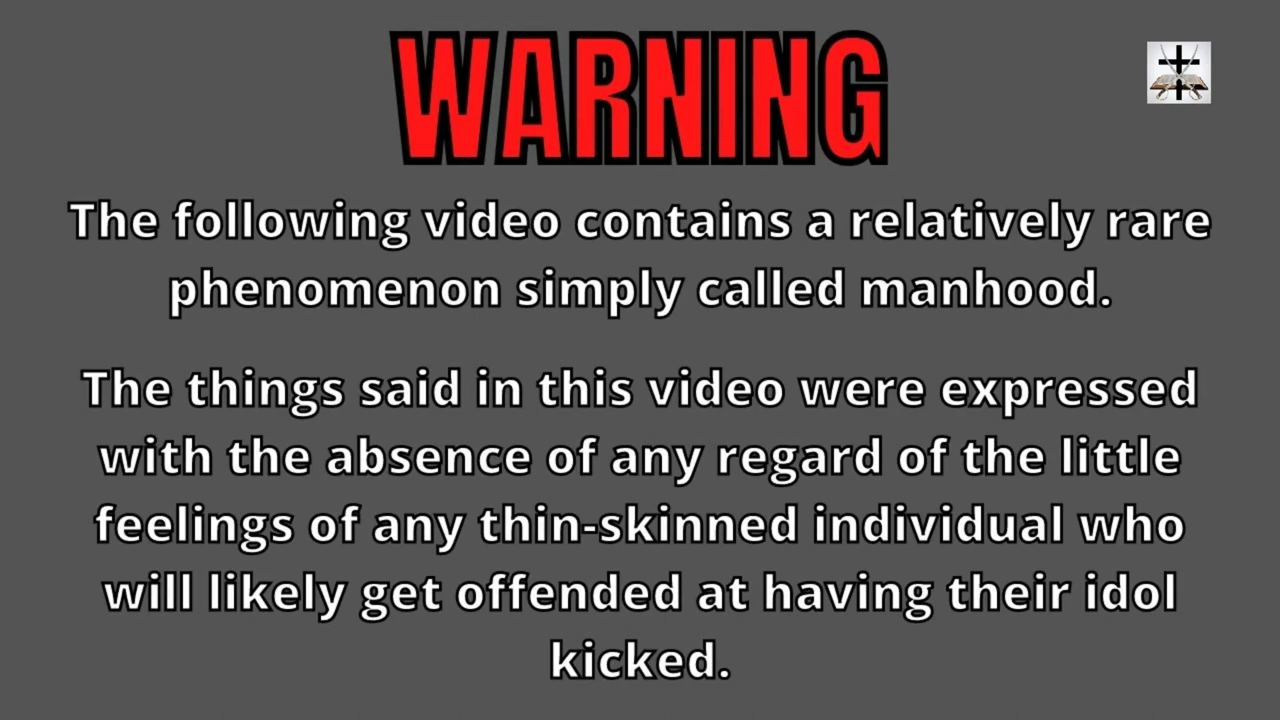 WARNING
The following video contains a relatively rare
phenomenon simply called manhood.
The things said in this video were expressed
with the absence of any regard of the little
feelings of any thin-skinned individual who
will likely get offended at having their idol
kicked.